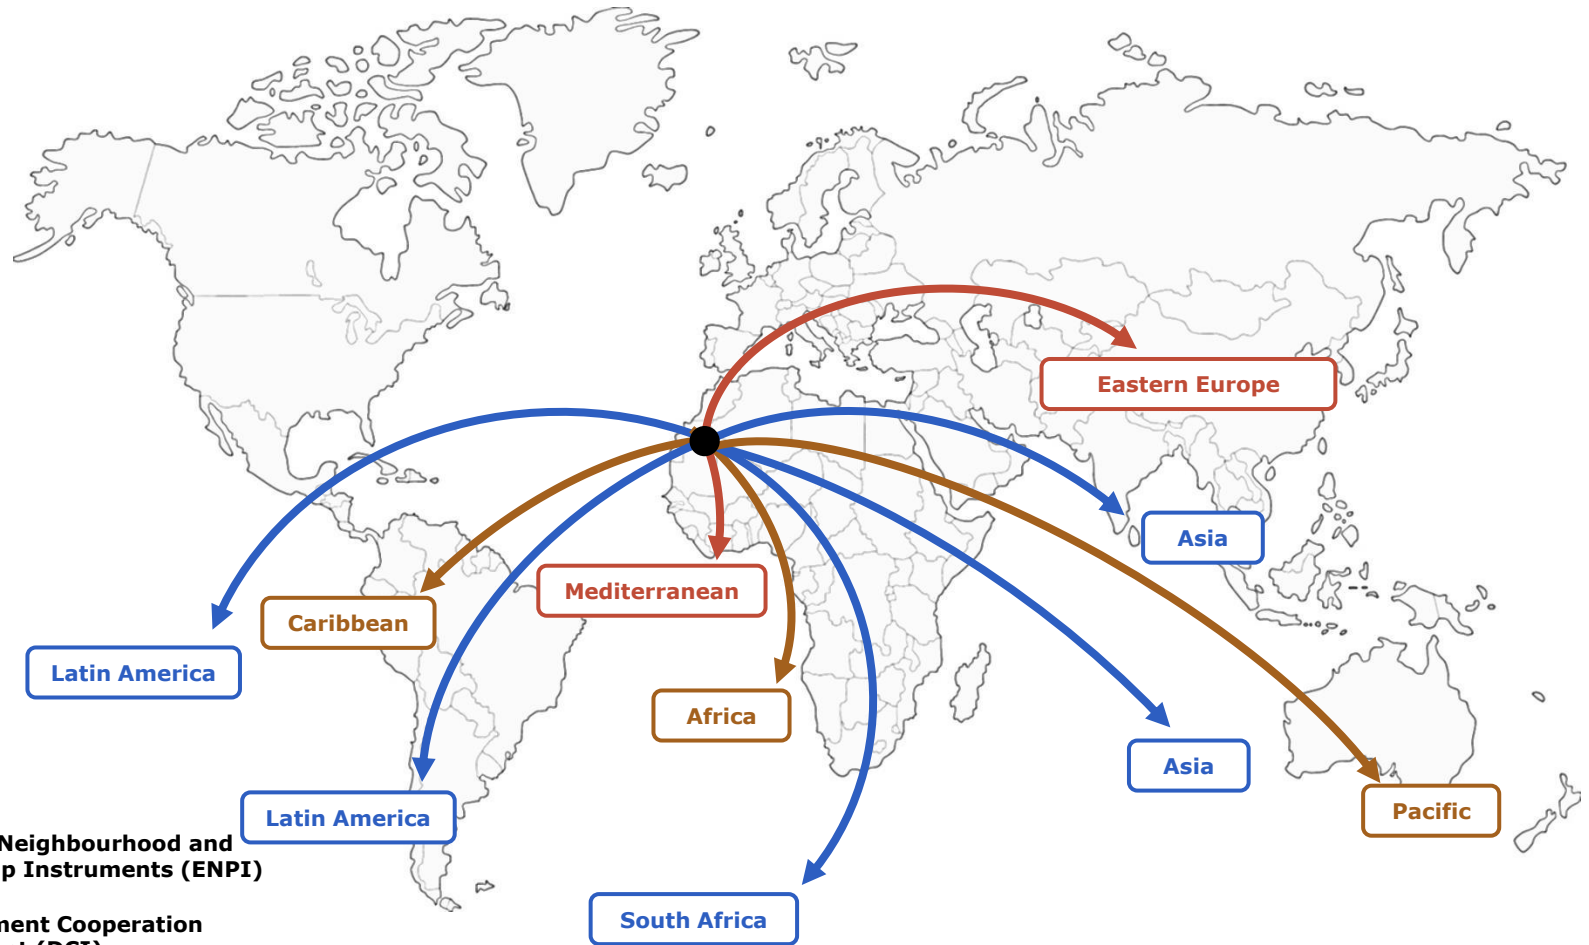 Eastern Europe
Asia
Mediterranean
Caribbean
Latin America
Africa
Asia
Pacific
Latin America
Neighbourhood and
p Instruments (ENPI)
South Africa
ment Cooperation